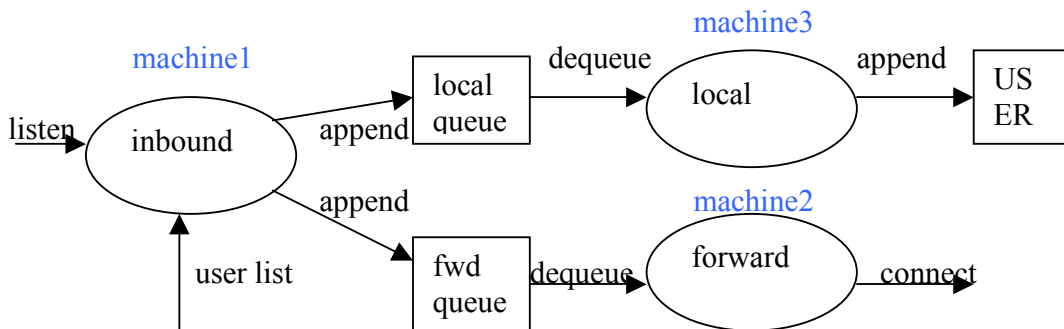 machine3
machine1
dequeue
append
local
queue
local
US
ER
listen
inbound
append
append
machine2
user list
fwd
queue
dequeue
forward
connect